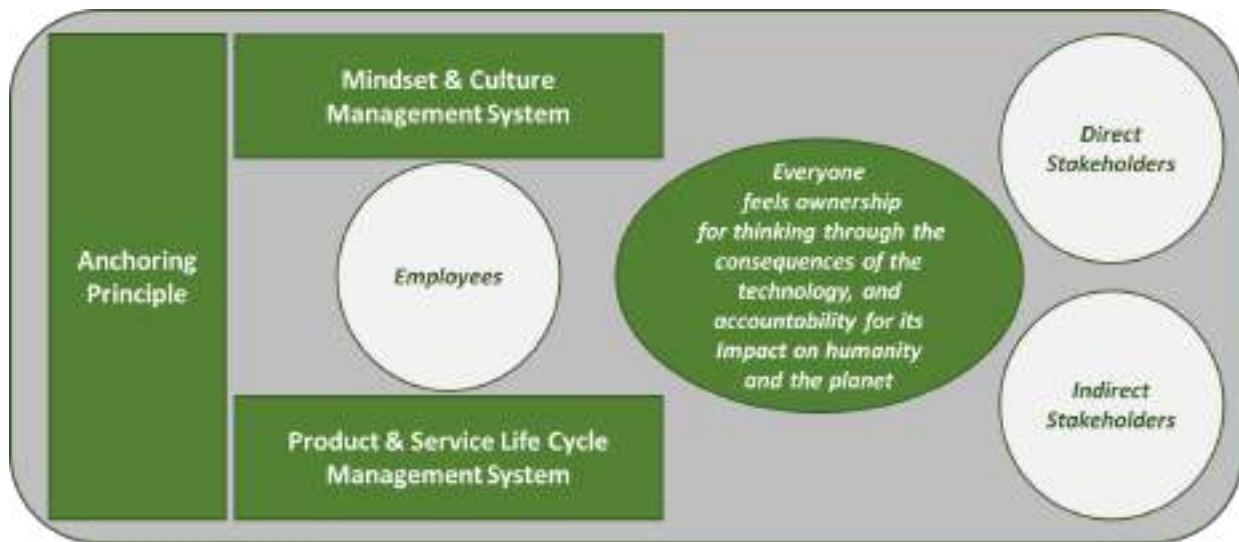 Anchoring
Principle
Mindset & Culture
Management System
Employees
Product & Service Life Cycle
Management System
Everyone
feels ownership
for thinking through the
consequences of the
technology, and
accountability for its
Impact on humanity
and the planet
Direct
Stakeholders
Indirect
Stakeholders